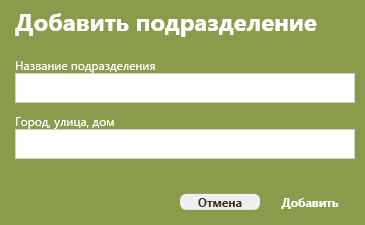 Добавить подразделение
Название подразделения
Город, улица, дом
Отмена Добавить